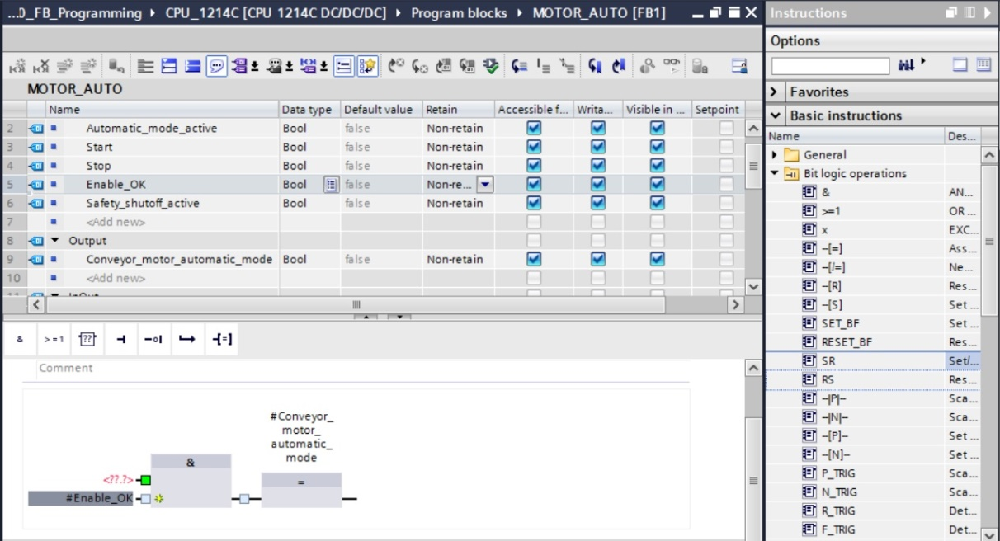 ...0_FB_Programming ▸ CPU_1214C [CPU 1214C DC/DC/DC] ▸ Program blocks ▸ MOTOR_AUTO [FB1]
MOTOR_AUTO
Name Data type Default value Retain Accessible f... Writa... Visible in ... Setpoint
2 Automatic_mode_active Bool false Non-retain
3 Start Bool false Non-retain
4 Stop Bool false Non-retain
5 Enable_OK Bool false Non-re...
6 Safety_shutoff_active Bool false Non-retain
7 <Add new>
8 Output
9 Conveyor_motor_automatic_mode Bool false Non-retain
10 <Add new>
11 InOut
& >=1 ?? -[=]
Comment
#Conveyor_
motor_
automatic_
mode
&
<??.?>
=
#Enable_OK
Instructions
Options
Favorites
Basic instructions
Name Des...
General
Bit logic operations
& AN...
>=1 OR ...
x EXC...
-[=] Ass...
-[/=] Ne...
-[R] Res...
-[S] Set ...
SET_BF Set ...
RESET_BF Res...
SR Set/...
RS Res...
-|P|- Sca...
-|N|- Sca...
-[P]- Set ...
-[N]- Set ...
P_TRIG Sca...
N_TRIG Sca...
R_TRIG Det...
F_TRIG Det...